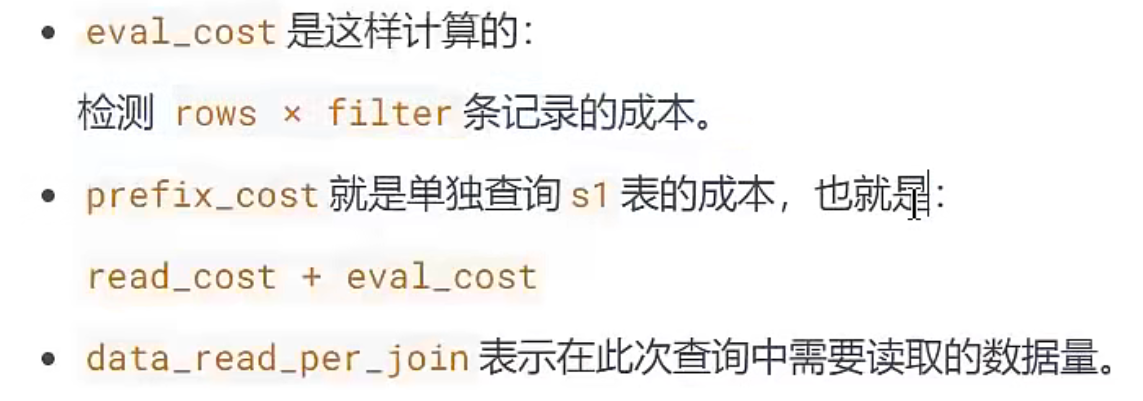 eval_cost 是这样计算的：
检测 rows × filter 条记录的成本。
prefix_cost 就是单独查询 s1 表的成本，也就是：
read_cost + eval_cost
data_read_per_join 表示在此次查询中需要读取的数据量。